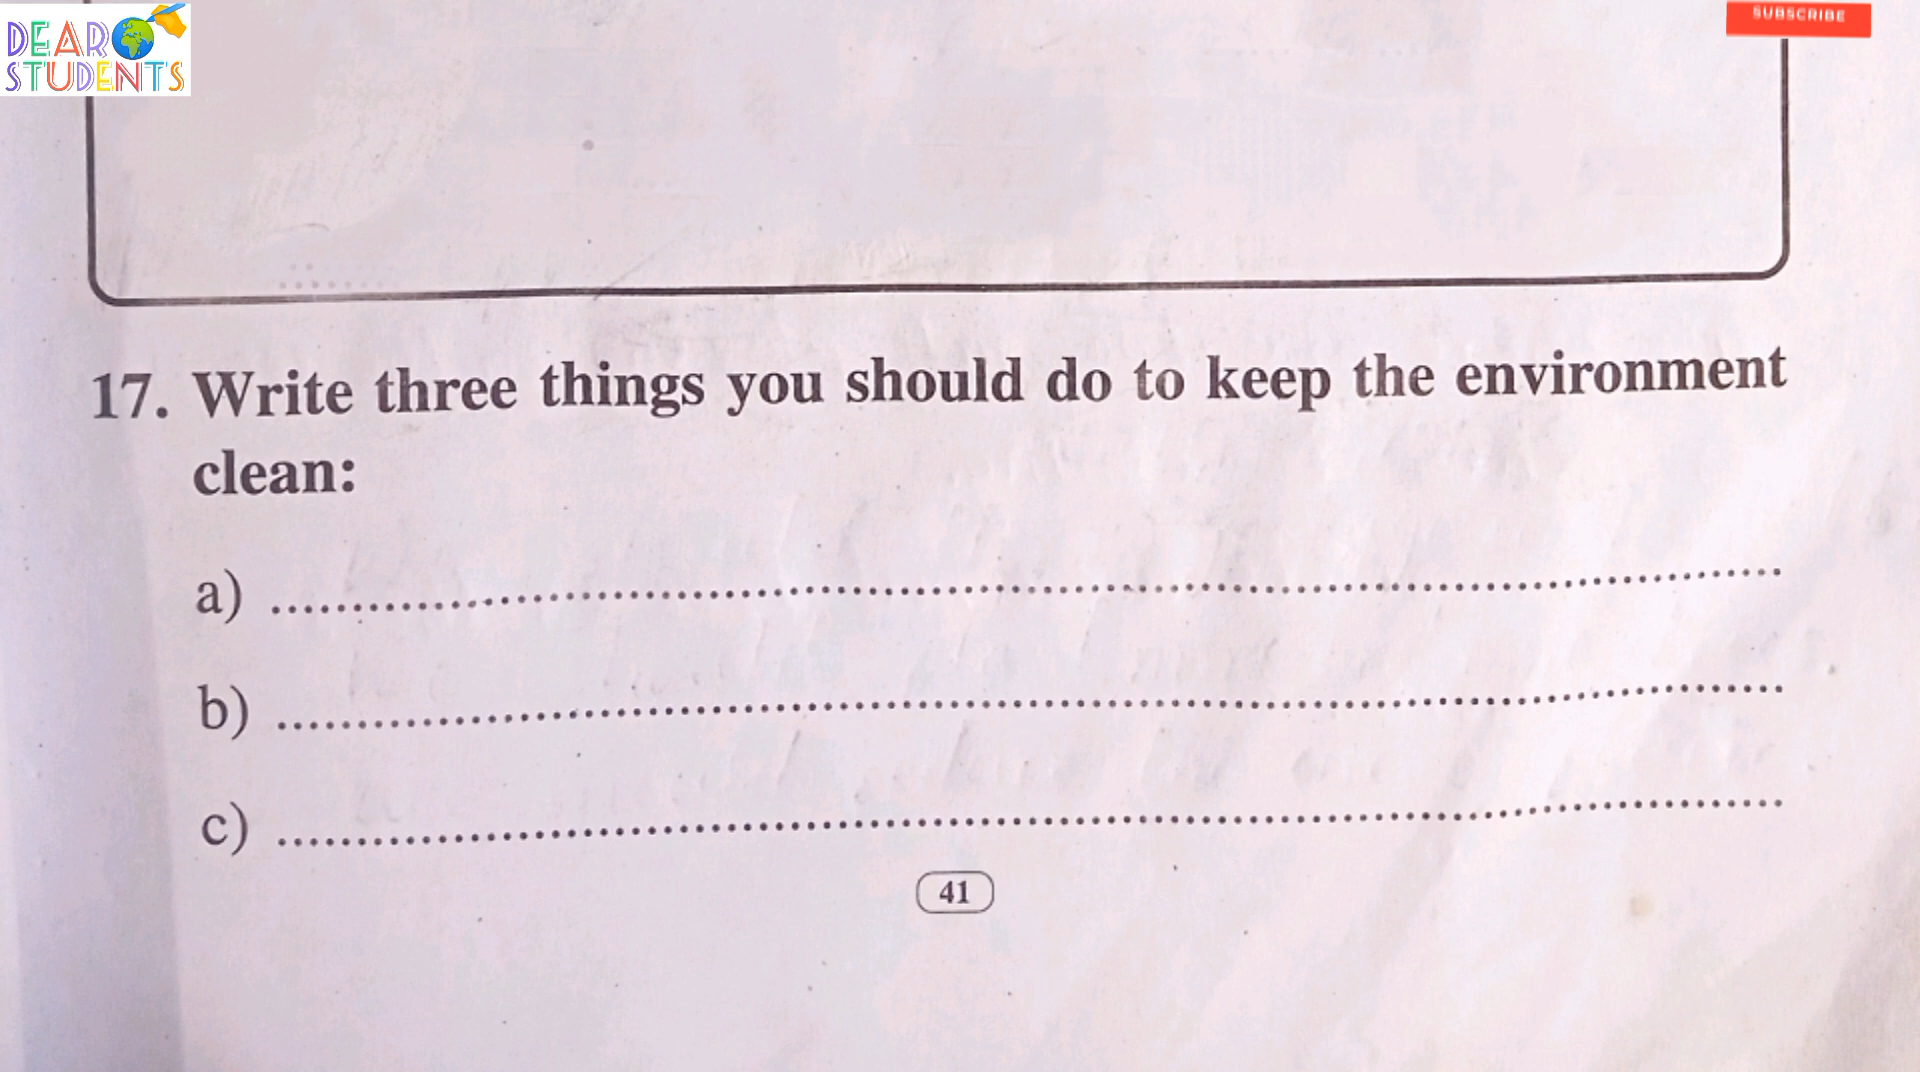 DEAR
STUDENTS
SUBSCRIBE
17. Write three things you should do to keep the environment
clean:
a) ................................................................
b) ................................................................
c) ................................................................
41